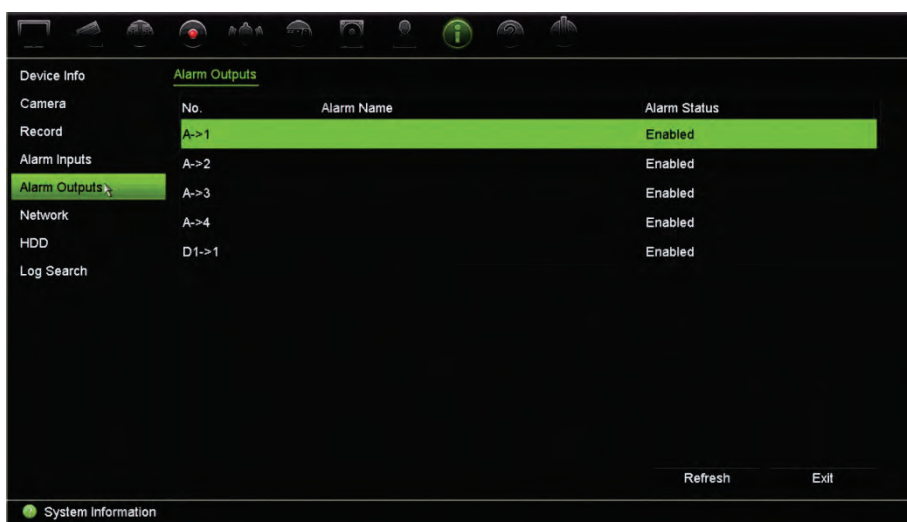 Device Info
Camera
Record
Alarm Inputs
Alarm Outputs
Network
HDD
Log Search
Alarm Outputs
No. Alarm Name Alarm Status
A->1 Enabled
A->2 Enabled
A->3 Enabled
A->4 Enabled
D1->1 Enabled
Refresh Exit
System Information